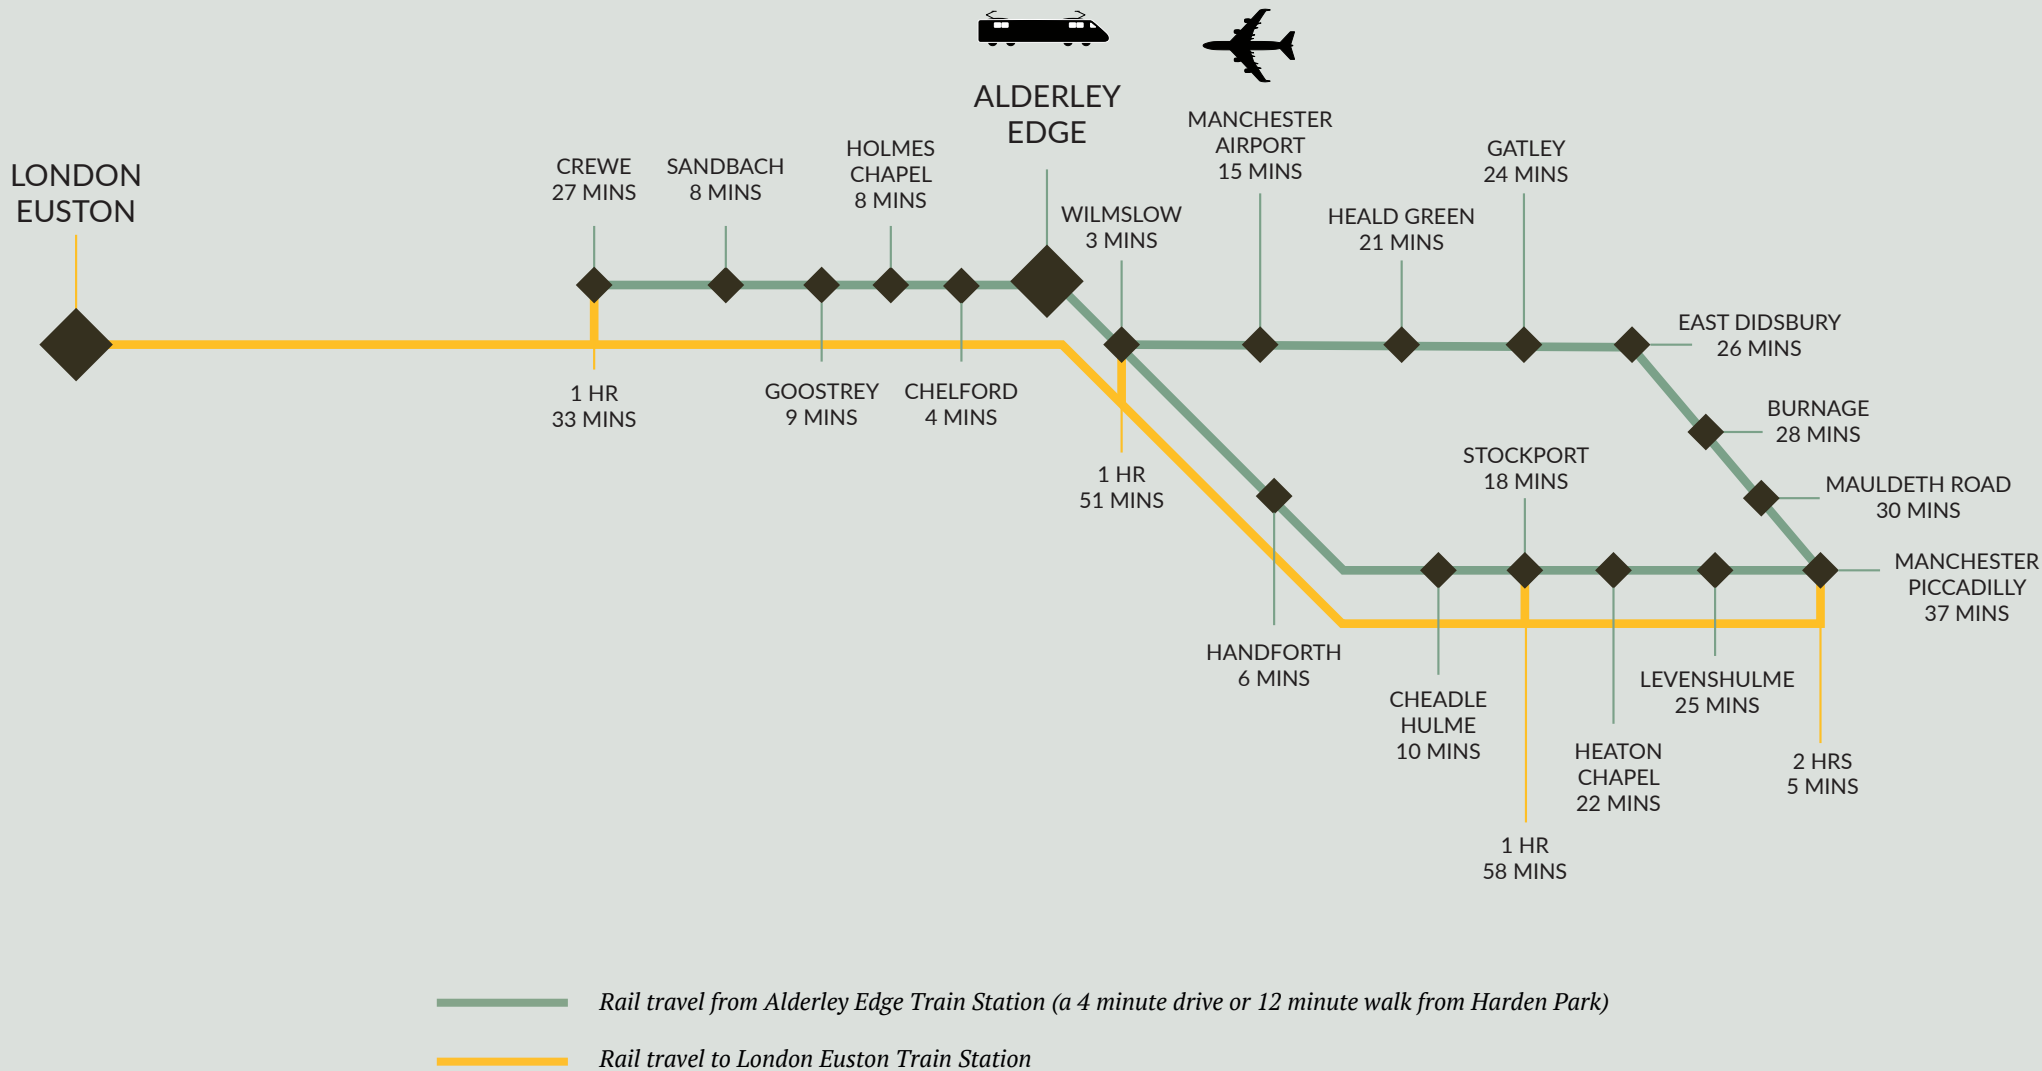 LONDON
EUSTON
CREWE
27 MINS
SANDBACH
8 MINS
HOLMES
CHAPEL
8 MINS
ALDERLEY
EDGE
WILMSLOW
3 MINS
MANCHESTER
AIRPORT
15 MINS
HEALD GREEN
21 MINS
GATLEY
24 MINS
EAST DIDSBURY
26 MINS
BURNAGE
28 MINS
MAULDETH ROAD
30 MINS
MANCHESTER
PICCADILLY
37 MINS
1 HR
33 MINS
GOOSTREY
9 MINS
CHELFORD
4 MINS
1 HR
51 MINS
STOCKPORT
18 MINS
HANDFORTH
6 MINS
CHEADLE
HULME
10 MINS
HEATON
CHAPEL
22 MINS
LEVENSHULME
25 MINS
2 HRS
5 MINS
1 HR
58 MINS
Rail travel from Alderley Edge Train Station (a 4 minute drive or 12 minute walk from Harden Park)
Rail travel to London Euston Train Station